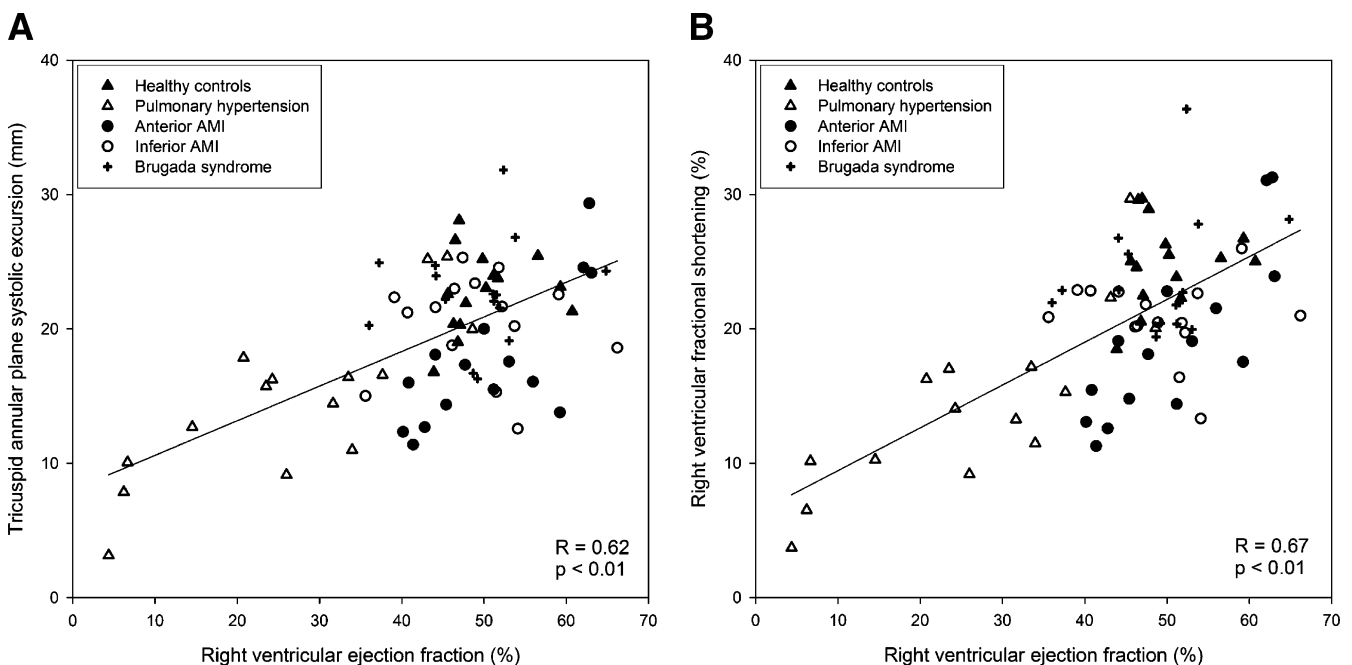 A
Tricuspid annular plane systolic excursion (mm)
40
30
20
10
0
Healthy controls
Pulmonary hypertension
Anterior AMI
Inferior AMI
Brugada syndrome
R = 0.62
p < 0.01
0 10 20 30 40 50 60 70
Right ventricular ejection fraction (%)
B
Right ventricular fractional shortening (%)
40
30
20
10
0
Healthy controls
Pulmonary hypertension
Anterior AMI
Inferior AMI
Brugada syndrome
R = 0.67
p < 0.01
0 10 20 30 40 50 60 70
Right ventricular ejection fraction (%)